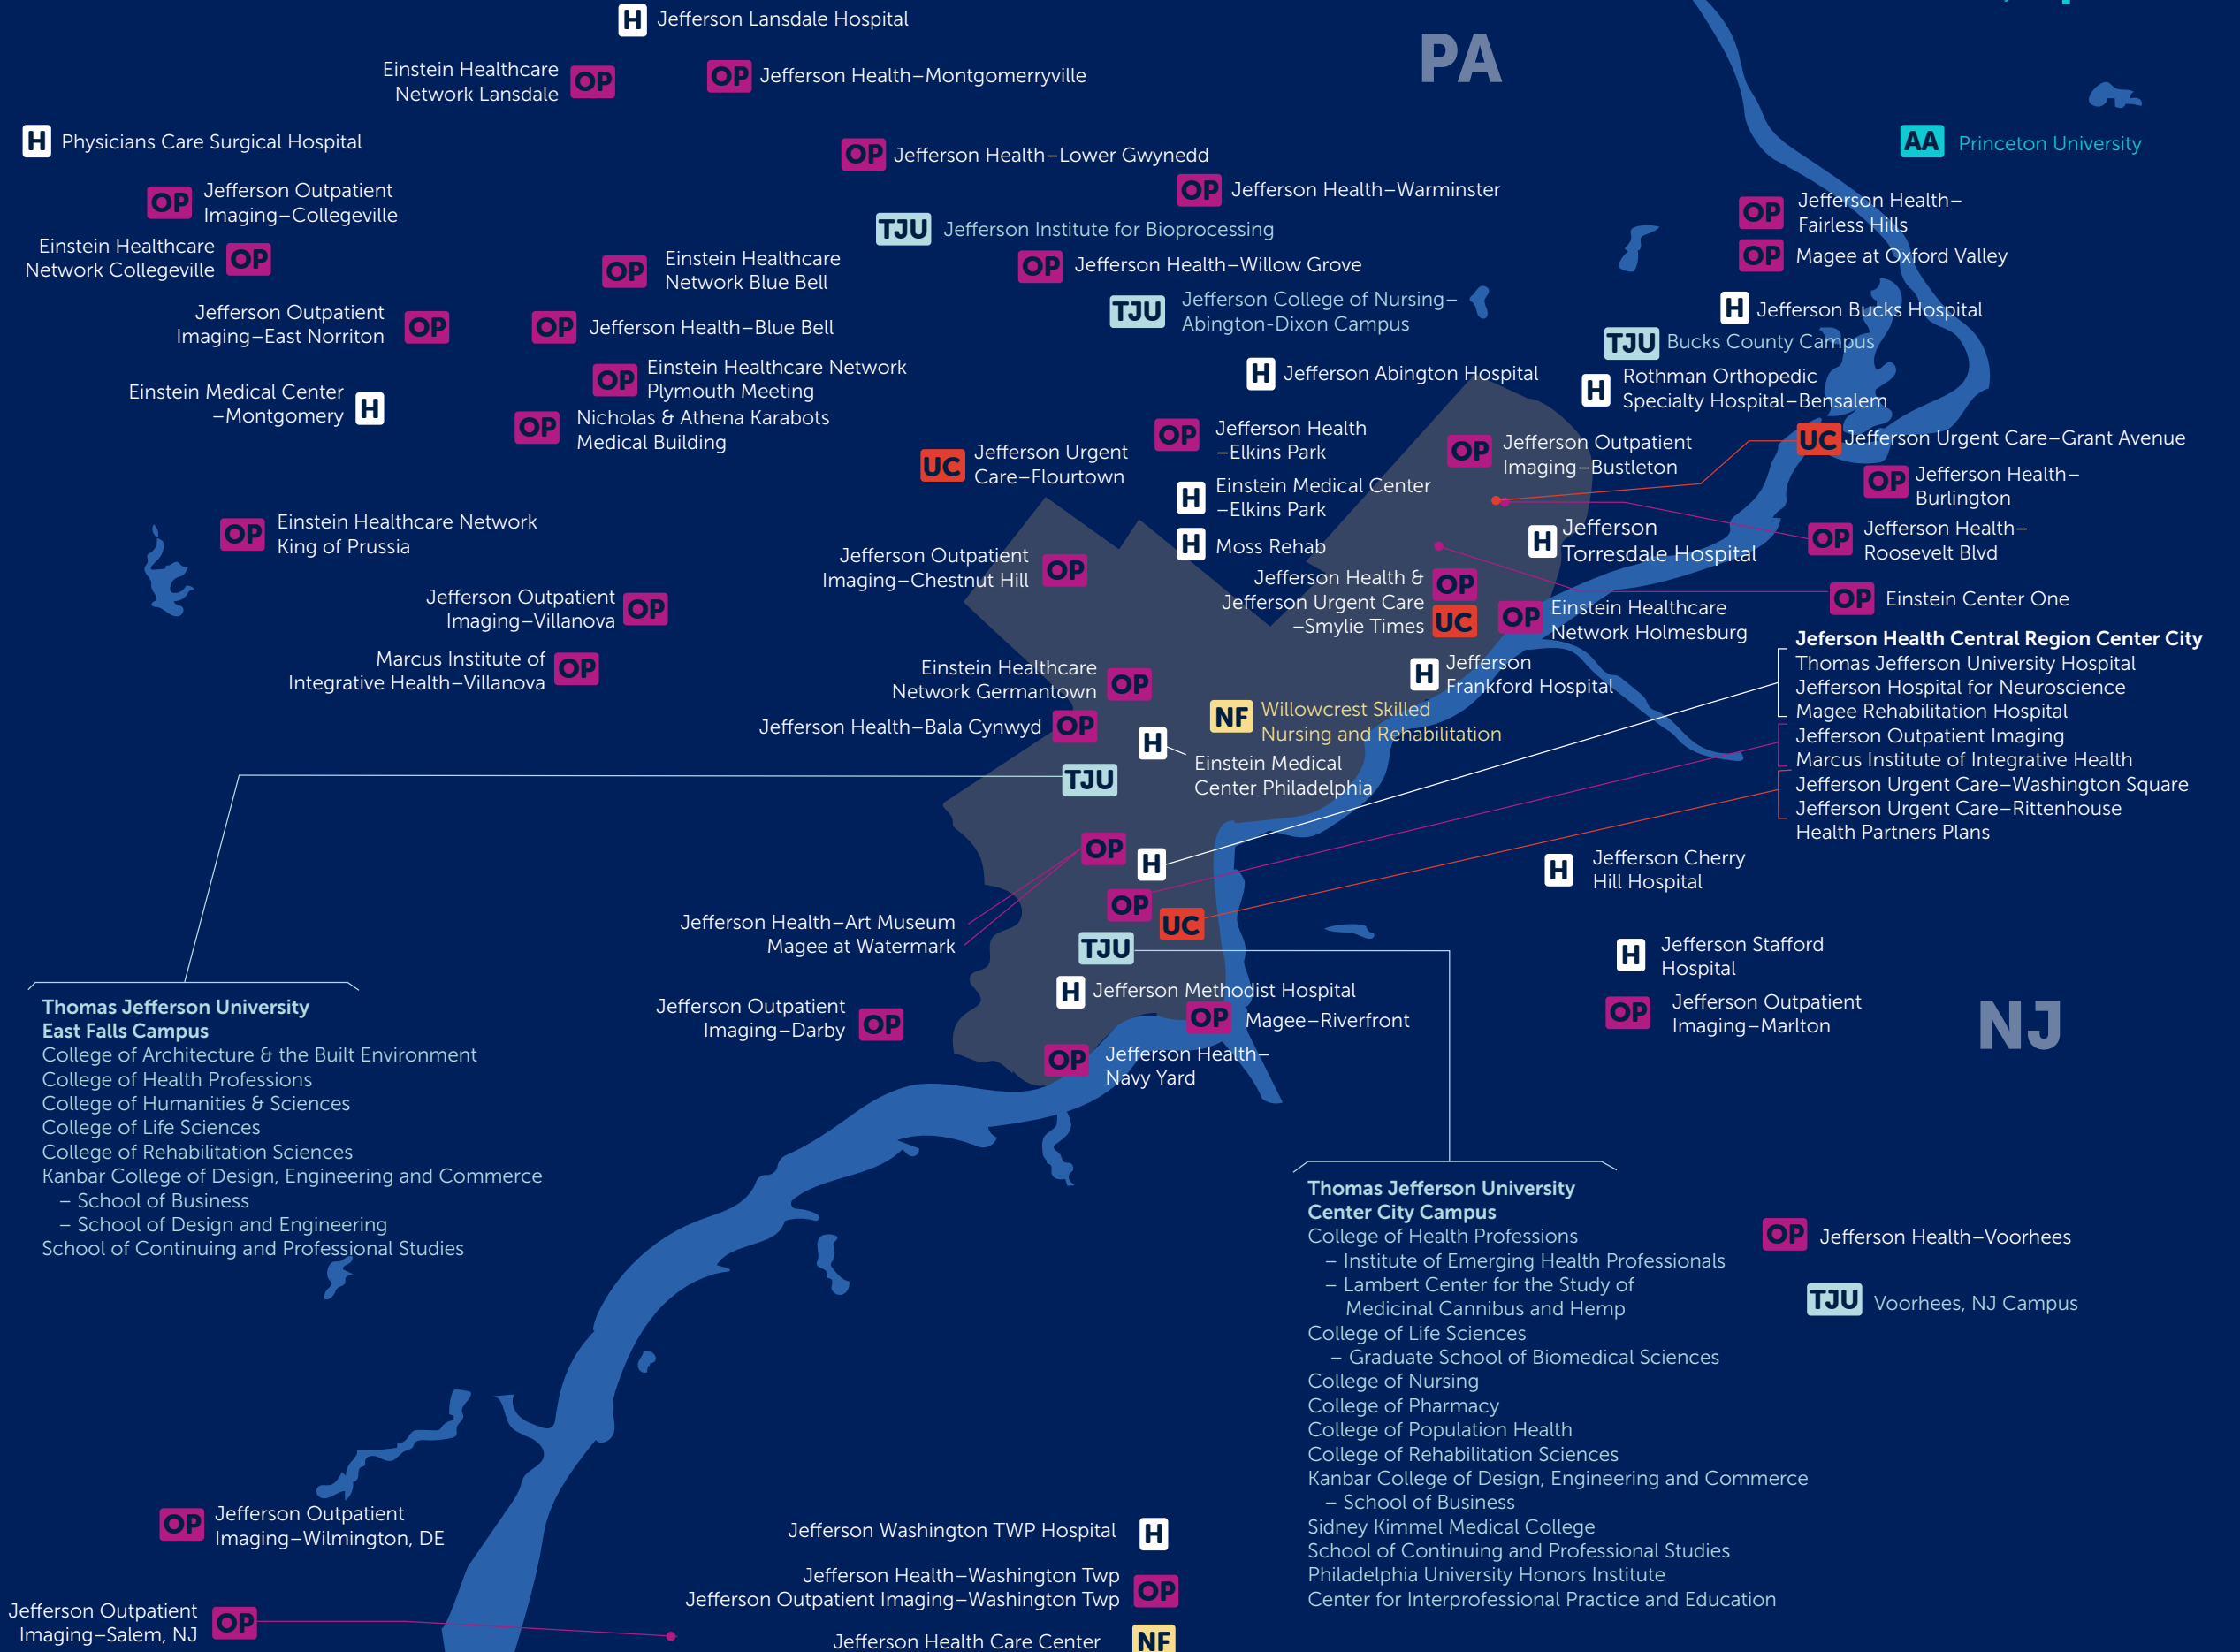 H Jefferson Lansdale Hospital
PA
Einstein Healthcare
Network Lansdale OP
OP Jefferson Health–Montgomerryville
H Physicians Care Surgical Hospital
AA Princeton University
OP Jefferson Health–Lower Gwynedd
OP Jefferson Health–Warminster
OP Jefferson Outpatient
Imaging–Collegeville
OP Jefferson Health–
Fairless Hills
TJU Jefferson Institute for Bioprocessing
Einstein Healthcare
Network Collegeville OP
OP Einstein Healthcare
Network Blue Bell
OP Jefferson Health–Willow Grove
OP Magee at Oxford Valley
TJU Jefferson College of Nursing–
Abington-Dixon Campus
H Jefferson Bucks Hospital
Jefferson Outpatient
Imaging–East Norriton OP
OP Jefferson Health–Blue Bell
TJU Bucks County Campus
OP Einstein Healthcare Network
Plymouth Meeting
H Jefferson Abington Hospital
H Rothman Orthopedic
Specialty Hospital–Bensalem
Einstein Medical Center
–Montgomery H
OP Nicholas & Athena Karabots
Medical Building
OP Jefferson Health
–Elkins Park
OP Jefferson Outpatient
Imaging–Bustleton
UC Jefferson Urgent Care–Grant Avenue
UC Jefferson Urgent
Care–Flourtown
OP Jefferson Health–
Burlington
H Einstein Medical Center
–Elkins Park
OP Einstein Healthcare Network
King of Prussia
H Moss Rehab
H Jefferson
Torresdale Hospital
OP Jefferson Health–
Roosevelt Blvd
Jefferson Outpatient
Imaging–Chestnut Hill OP
Jefferson Health & OP
Jefferson Urgent Care
–Smylie Times UC
OP Einstein Center One
Jefferson Outpatient
Imaging–Villanova OP
OP Einstein Healthcare
Network Holmesburg
Marcus Institute of
Integrative Health–Villanova OP
Jeferson Health Central Region Center City
Thomas Jefferson University Hospital
Jefferson Hospital for Neuroscience
Magee Rehabilitation Hospital
Jefferson Outpatient Imaging
Marcus Institute of Integrative Health
Jefferson Urgent Care–Washington Square
Jefferson Urgent Care–Rittenhouse
Health Partners Plans
Einstein Healthcare
Network Germantown OP
H Jefferson
Frankford Hospital
NF Willowcrest Skilled
Nursing and Rehabilitation
Jefferson Health–Bala Cynwyd OP
H
Einstein Medical
Center Philadelphia
TJU
OP
H
H Jefferson Cherry
Hill Hospital
OP
UC
Jefferson Health–Art Museum
Magee at Watermark
TJU
H Jefferson Stafford
Hospital
H Jefferson Methodist Hospital
Jefferson Outpatient
Imaging–Darby OP
OP Magee–Riverfront
OP Jefferson Outpatient
Imaging–Marlton
NJ
OP Jefferson Health–
Navy Yard
Thomas Jefferson University
East Falls Campus
College of Architecture & the Built Environment
College of Health Professions
College of Humanities & Sciences
College of Life Sciences
College of Rehabilitation Sciences
Kanbar College of Design, Engineering and Commerce
– School of Business
– School of Design and Engineering
School of Continuing and Professional Studies
Thomas Jefferson University
Center City Campus
College of Health Professions
– Institute of Emerging Health Professionals
– Lambert Center for the Study of
Medicinal Cannibus and Hemp
College of Life Sciences
– Graduate School of Biomedical Sciences
College of Nursing
College of Pharmacy
College of Population Health
College of Rehabilitation Sciences
Kanbar College of Design, Engineering and Commerce
– School of Business
Sidney Kimmel Medical College
School of Continuing and Professional Studies
Philadelphia University Honors Institute
Center for Interprofessional Practice and Education
OP Jefferson Health–Voorhees
TJU Voorhees, NJ Campus
OP Jefferson Outpatient
Imaging–Wilmington, DE
Jefferson Washington TWP Hospital H
Jefferson Health–Washington Twp
Jefferson Outpatient Imaging–Washington Twp OP
Jefferson Outpatient
Imaging–Salem, NJ OP
Jefferson Health Care Center NF